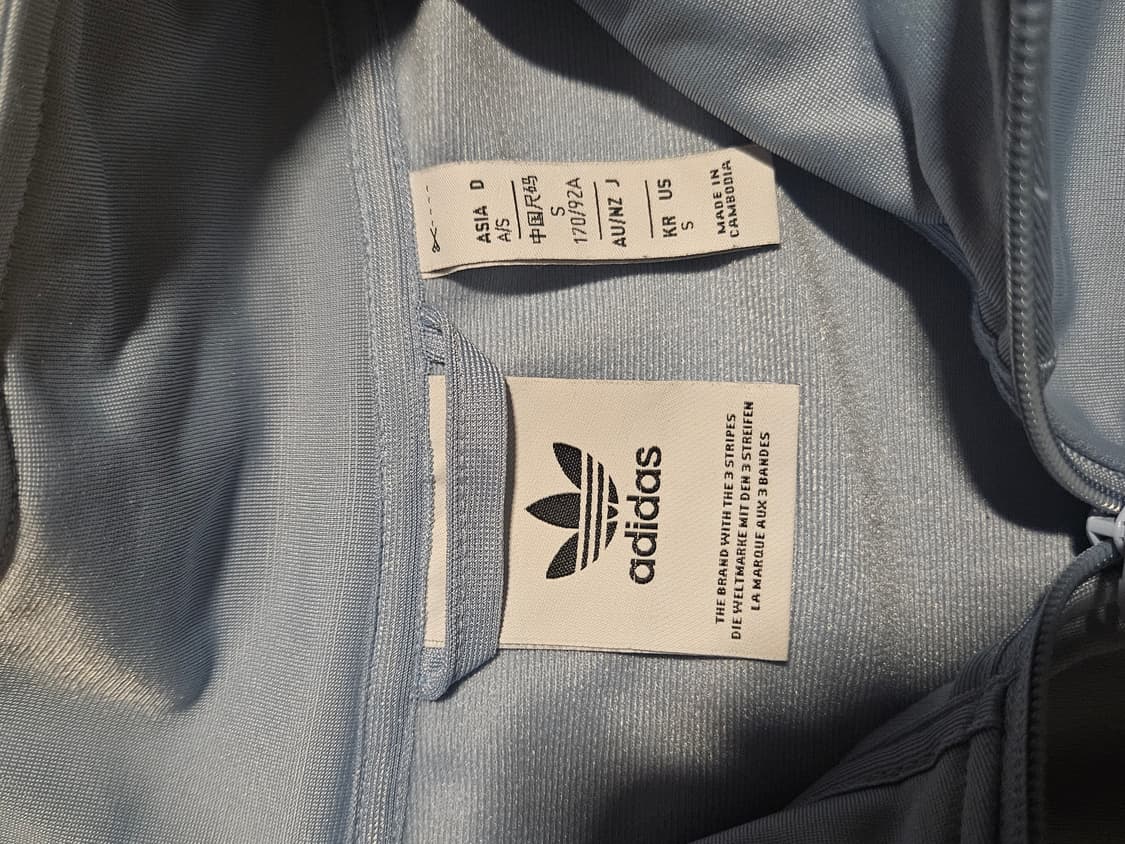 ASIA D
A/S
中国尺码
S
170/92A
AU/NZ J
KR US
S
MADE IN
CAMBODIA
adidas
THE BRAND WITH THE 3 STRIPES
DIE WELTMARKE MIT DEN 3 STREIFEN
LA MARQUE AUX 3 BANDES